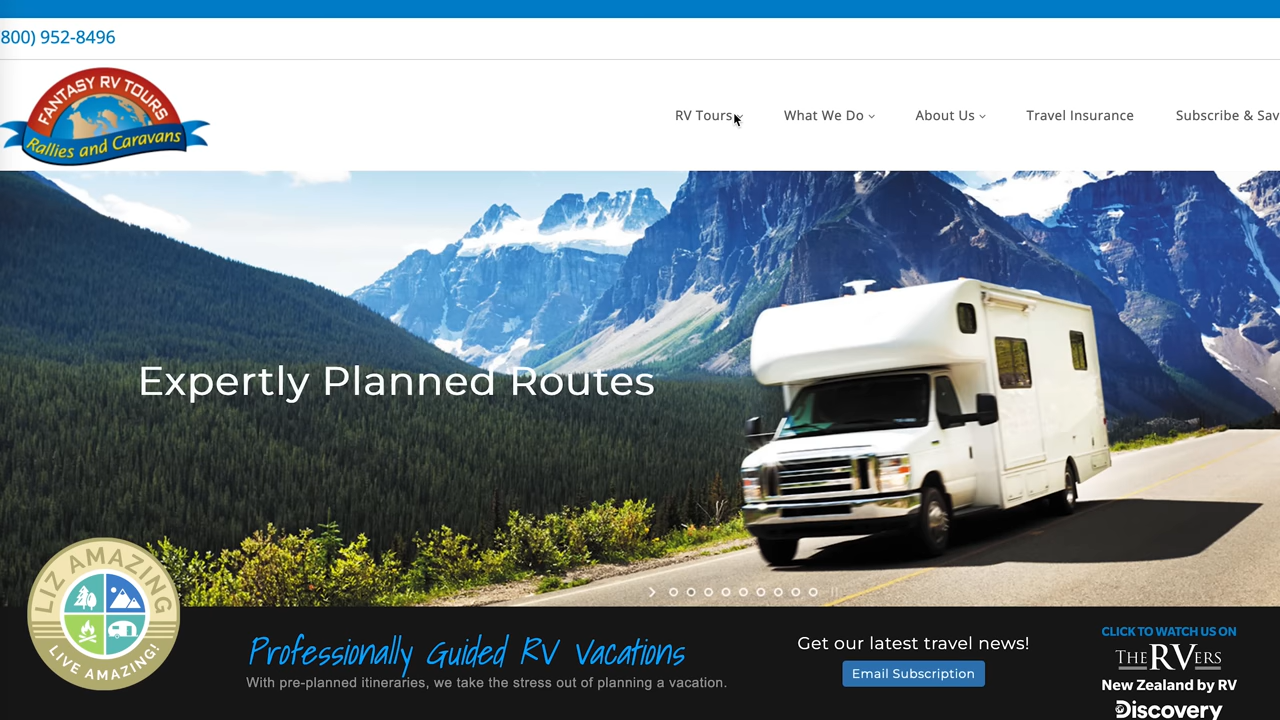 800) 952-8496
FANTASY RV TOURS
Rallies and Caravans
RV Tours
What We Do
About Us
Travel Insurance
Subscribe & Sav
Expertly Planned Routes
LIZ AMAZING
LIVE AMAZING!
Professionally Guided RV Vacations
With pre-planned itineraries, we take the stress out of planning a vacation.
Get our latest travel news!
Email Subscription
CLICK TO WATCH US ON
THE RVERS
New Zealand by RV
Discovery